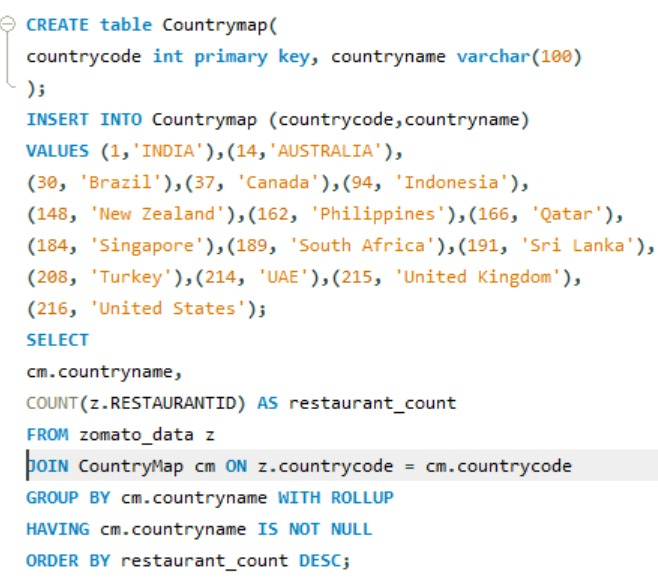 CREATE table Countrymap(
countrycode int primary key, countryname varchar(100)
);
INSERT INTO Countrymap (countrycode,countryname)
VALUES (1,'INDIA'),(14,'AUSTRALIA'),
(30, 'Brazil'),(37, 'Canada'),(94, 'Indonesia'),
(148, 'New Zealand'),(162, 'Philippines'),(166, 'Qatar'),
(184, 'Singapore'),(189, 'South Africa'),(191, 'Sri Lanka'),
(208, 'Turkey'),(214, 'UAE'),(215, 'United Kingdom'),
(216, 'United States');
SELECT
cm.countryname,
COUNT(z.RESTAURANTID) AS restaurant_count
FROM zomato_data z
JOIN CountryMap cm ON z.countrycode = cm.countrycode
GROUP BY cm.countryname WITH ROLLUP
HAVING cm.countryname IS NOT NULL
ORDER BY restaurant_count DESC;